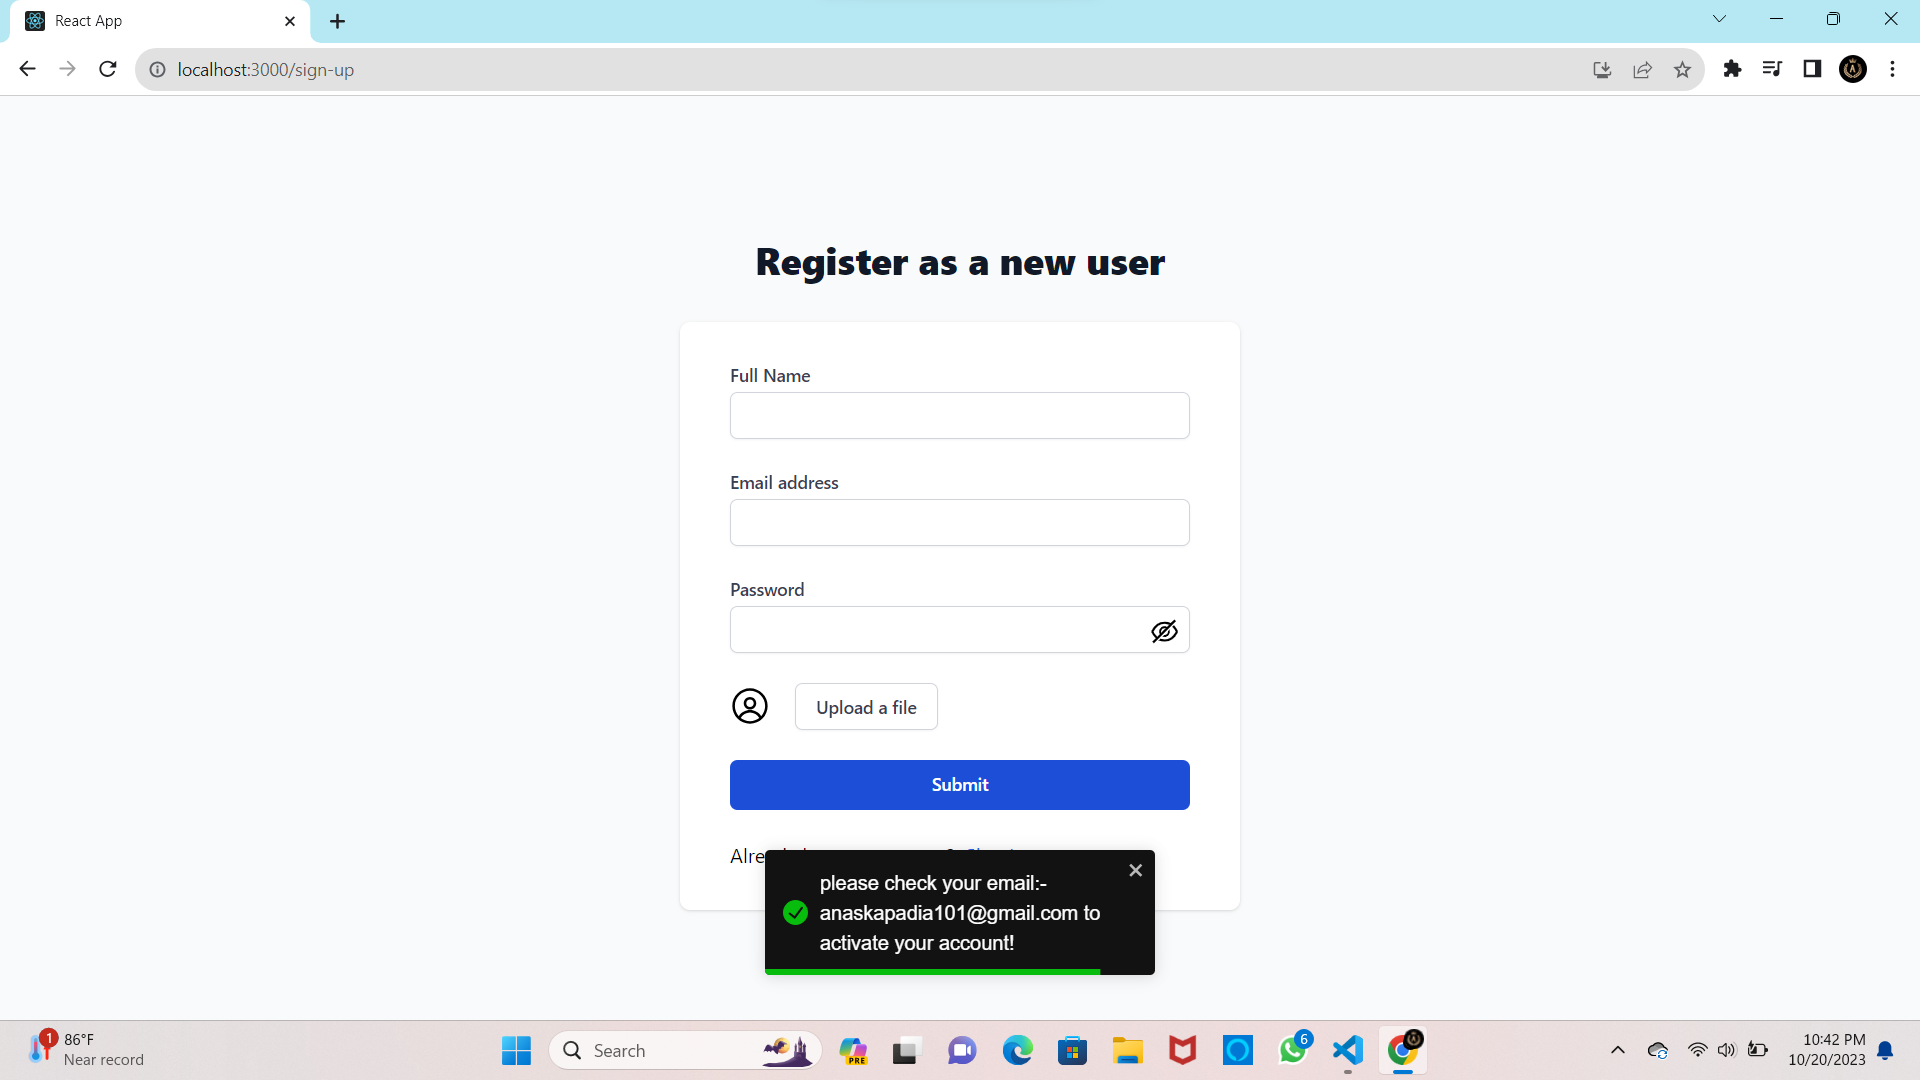 React App
localhost:3000/sign-up
Register as a new user
Full Name
Email address
Password
Upload a file
Submit
please check your email:-
anaskapadia101@gmail.com to
activate your account!
1
86°F
Near record
Search
PRE
6
10:42 PM
10/20/2023